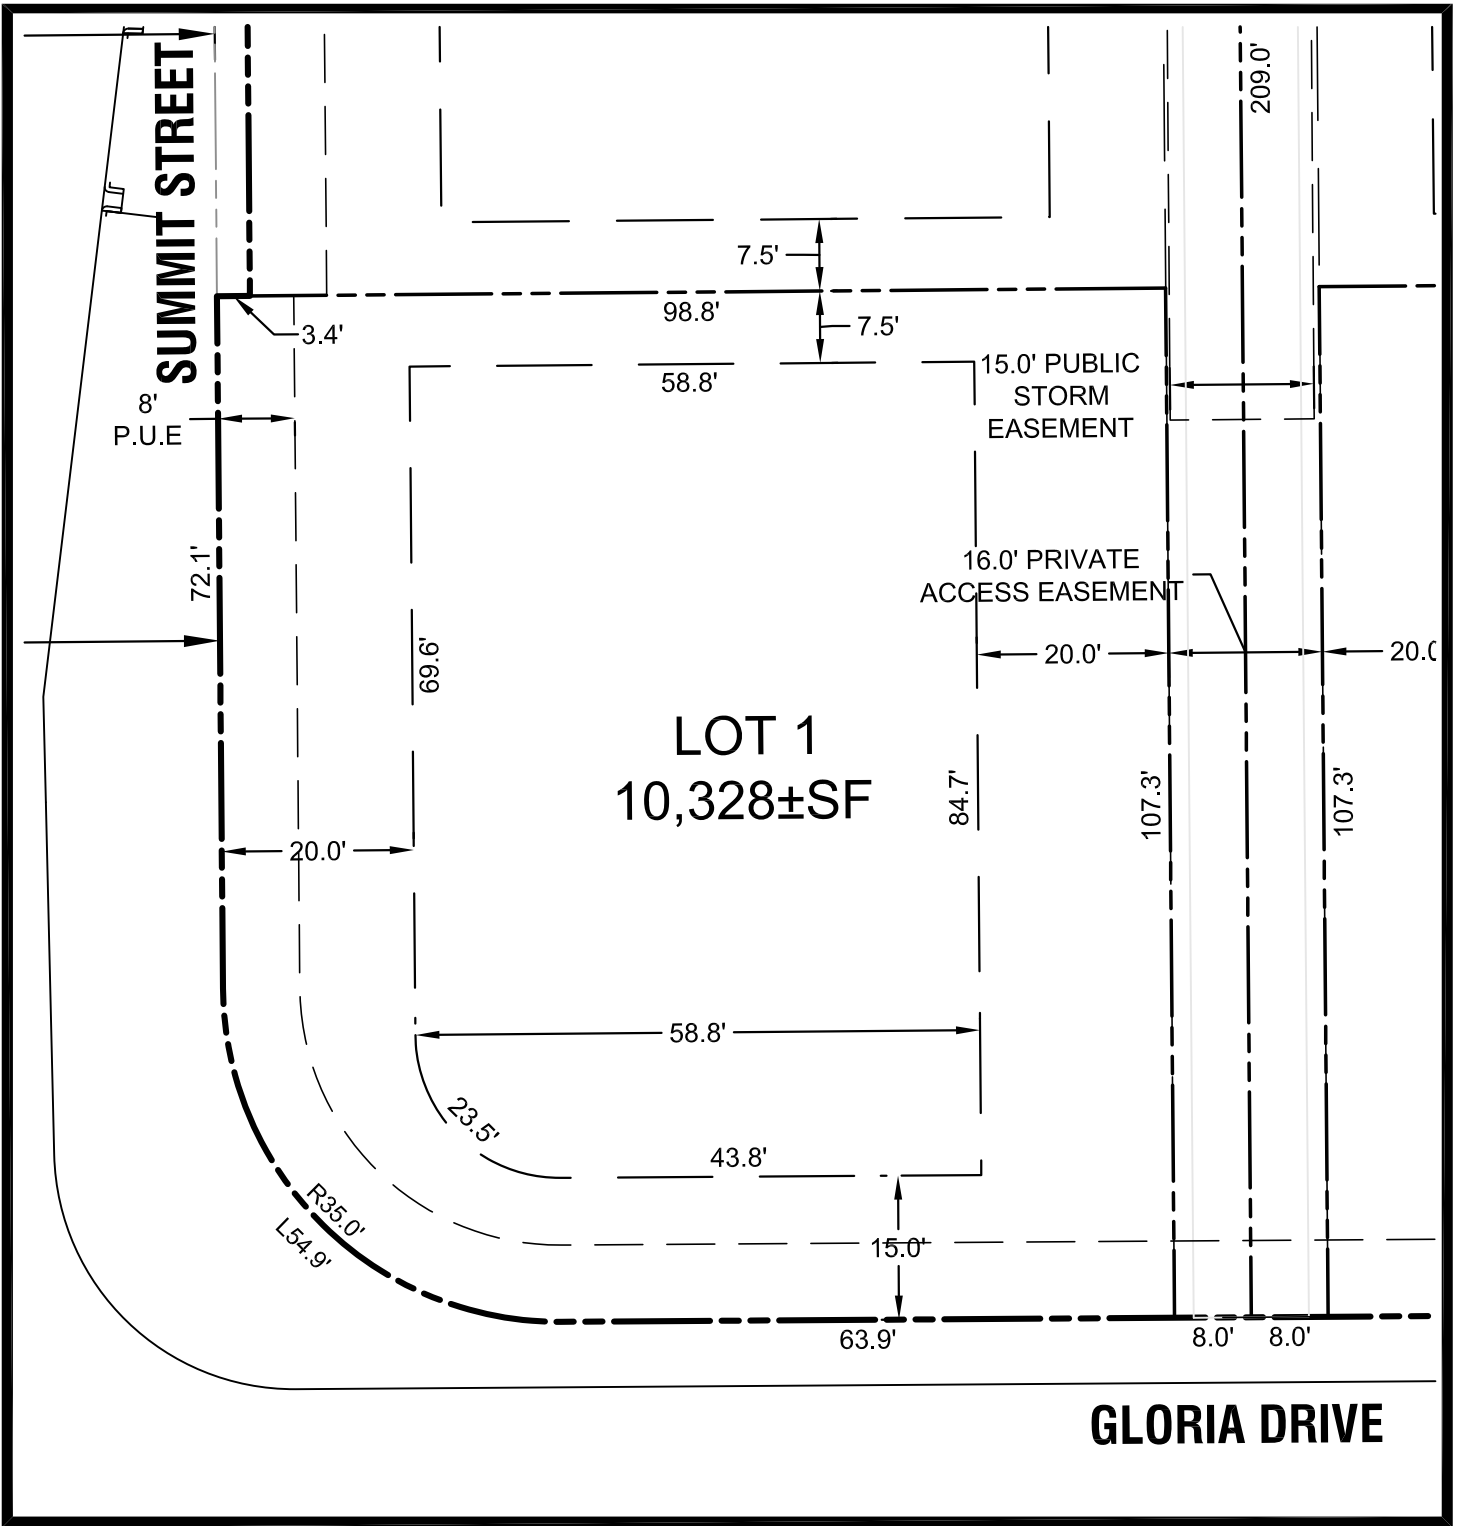 SUMMIT STREET
209.0'
7.5'
98.8'
7.5'
3.4'
58.8'
15.0' PUBLIC
STORM
EASEMENT
8'
P.U.E
72.1'
16.0' PRIVATE
ACCESS EASEMENT
69.6'
20.0'
20.0
LOT 1
10,328±SF
84.7'
107.3'
107.3'
20.0'
58.8'
23.5'
43.8'
R35.0'
L54.9'
15.0'
63.9'
8.0'
8.0'
GLORIA DRIVE